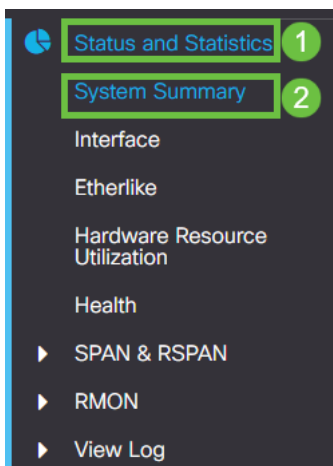 Status and Statistics 1
System Summary 2
Interface
Etherlike
Hardware Resource
Utilization
Health
SPAN & RSPAN
RMON
View Log